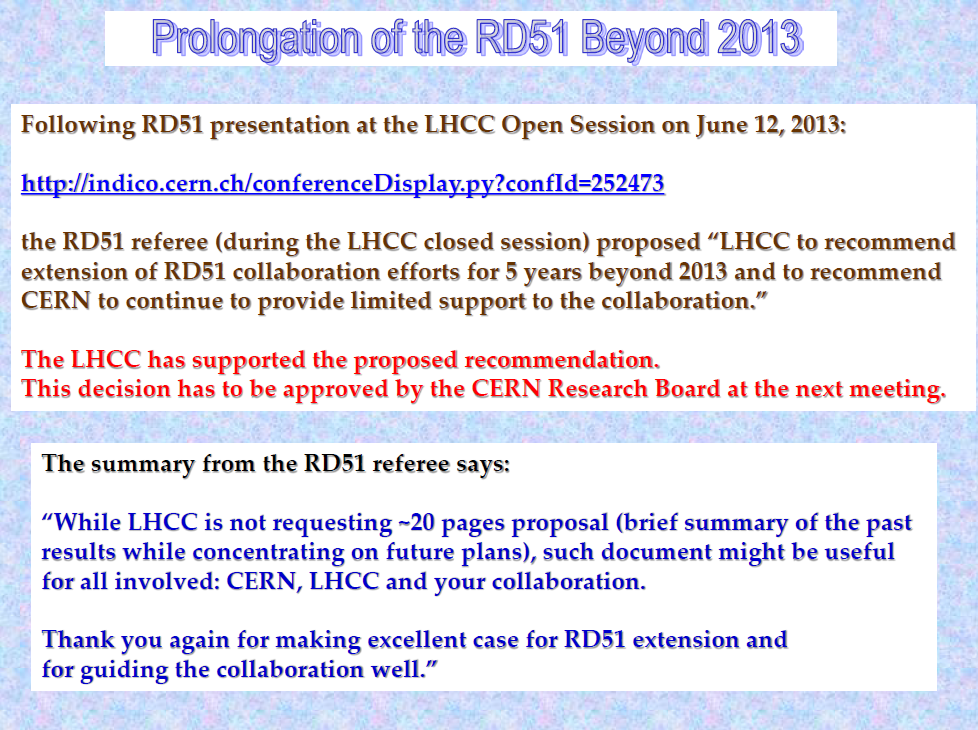 Prolongation of the RD51 Beyond 2013
Following RD51 presentation at the LHCC Open Session on June 12, 2013:
http://indico.cern.ch/conferenceDisplay.py?confId=252473
the RD51 referee (during the LHCC closed session) proposed “LHCC to recommend
extension of RD51 collaboration efforts for 5 years beyond 2013 and to recommend
CERN to continue to provide limited support to the collaboration.”
The LHCC has supported the proposed recommendation.
This decision has to be approved by the CERN Research Board at the next meeting.
The summary from the RD51 referee says:
“While LHCC is not requesting ~20 pages proposal (brief summary of the past
results while concentrating on future plans), such document might be useful
for all involved: CERN, LHCC and your collaboration.
Thank you again for making excellent case for RD51 extension and
for guiding the collaboration well.”